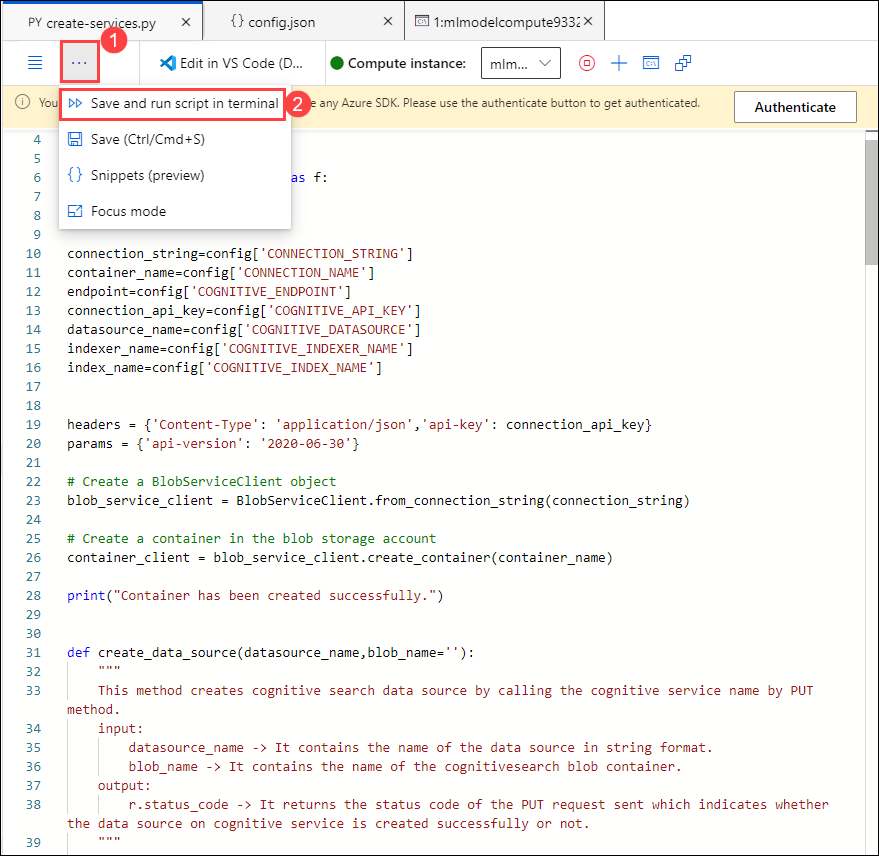 PY create-services.py ×
{} config.json ×
1:mlmodelcompute9332 ×
1
... Edit in VS Code (D... Compute instance: mlm...
You
Save and run script in terminal 2
e any Azure SDK. Please use the authenticate button to get authenticated.
Authenticate
Save (Ctrl/Cmd+S)
Snippets (preview)
Focus mode
4
5
6 as f:
7
8
9
10 connection_string=config['CONNECTION_STRING']
11 container_name=config['CONNECTION_NAME']
12 endpoint=config['COGNITIVE_ENDPOINT']
13 connection_api_key=config['COGNITIVE_API_KEY']
14 datasource_name=config['COGNITIVE_DATASOURCE']
15 indexer_name=config['COGNITIVE_INDEXER_NAME']
16 index_name=config['COGNITIVE_INDEX_NAME']
17
18
19 headers = {'Content-Type': 'application/json','api-key': connection_api_key}
20 params = {'api-version': '2020-06-30'}
21
22 # Create a BlobServiceClient object
23 blob_service_client = BlobServiceClient.from_connection_string(connection_string)
24
25 # Create a container in the blob storage account
26 container_client = blob_service_client.create_container(container_name)
27
28 print("Container has been created successfully.")
29
30
31 def create_data_source(datasource_name,blob_name=''):
32 """
33 This method creates cognitive search data source by calling the cognitive service name by PUT
method.
34 input:
35 datasource_name -> It contains the name of the data source in string format.
36 blob_name -> It contains the name of the cognitivesearch blob container.
37 output:
38 r.status_code -> It returns the status code of the PUT request sent which indicates whether
the data source on cognitive service is created successfully or not.
39 """